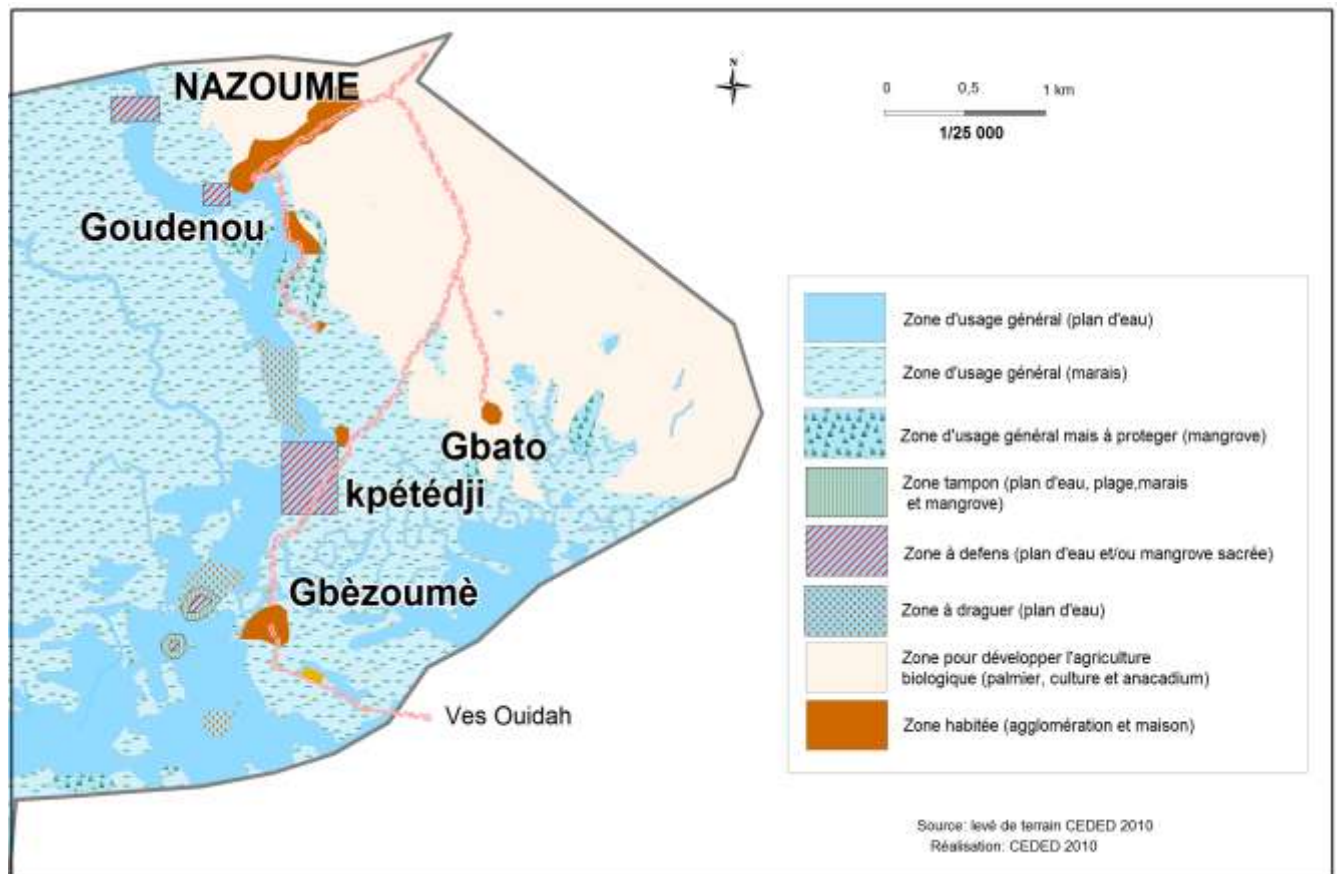 NAZOUME
N
0 0,5 1 km
1/25 000
Goudenou
Gbato
kpétédji
Gbèzoumè
Ves Ouidah
Zone d'usage général (plan d'eau)
Zone d'usage général (marais)
Zone d'usage général mais à proteger (mangrove)
Zone tampon (plan d'eau, plage,marais
et mangrove)
Zone à defens (plan d'eau et/ou mangrove sacrée)
Zone à draguer (plan d'eau)
Zone pour développer l'agriculture
biologique (palmier, culture et anacadium)
Zone habitée (agglomération et maison)
Source: levé de terrain CEDED 2010
Réalisation: CEDED 2010